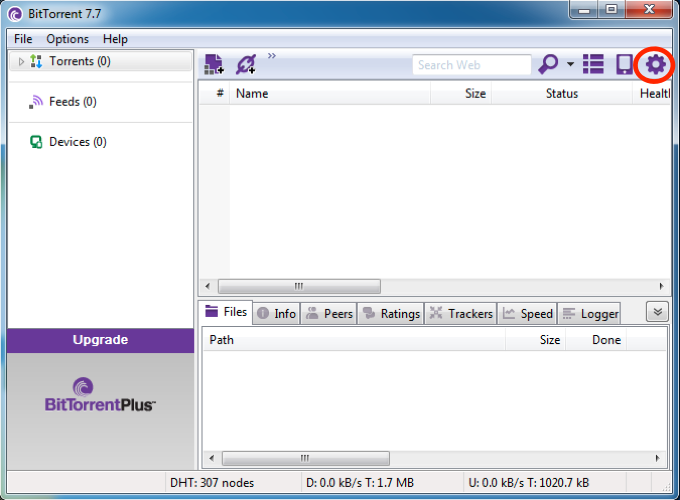 BitTorrent 7.7
File Options Help
Torrents (0)
Feeds (0)
Devices (0)
»
Search Web
# Name Size Status Healt
Upgrade
BitTorrentPlus™
Files Info Peers Ratings Trackers Speed Logger
Path Size Done
DHT: 307 nodes D: 0.0 kB/s T: 1.7 MB U: 0.0 kB/s T: 1020.7 kB